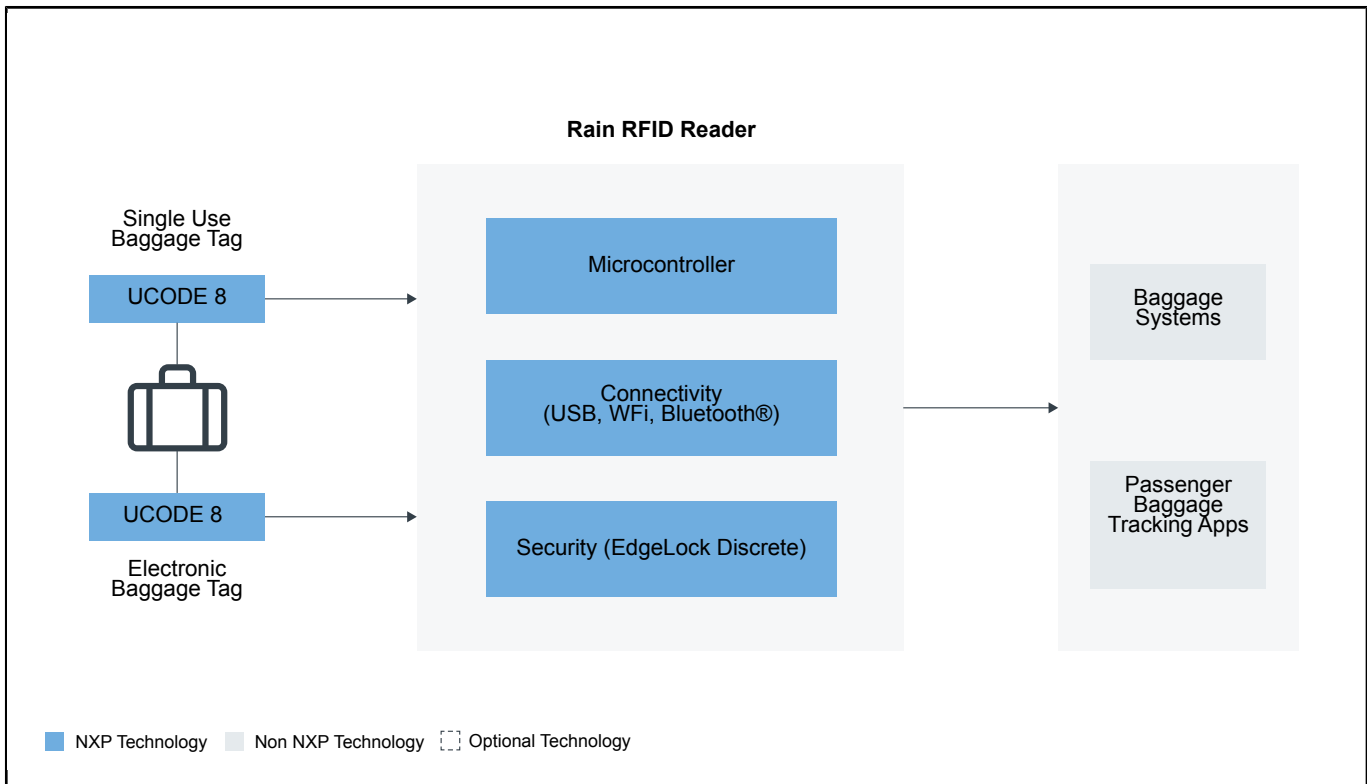 Rain RFID Reader
Single Use
Baggage Tag
UCODE 8
UCODE 8
Electronic
Baggage Tag
Microcontroller
Connectivity
(USB, WFi, Bluetooth®)
Security (EdgeLock Discrete)
Baggage
Systems
Passenger
Baggage
Tracking Apps
NXP Technology
Non NXP Technology
Optional Technology